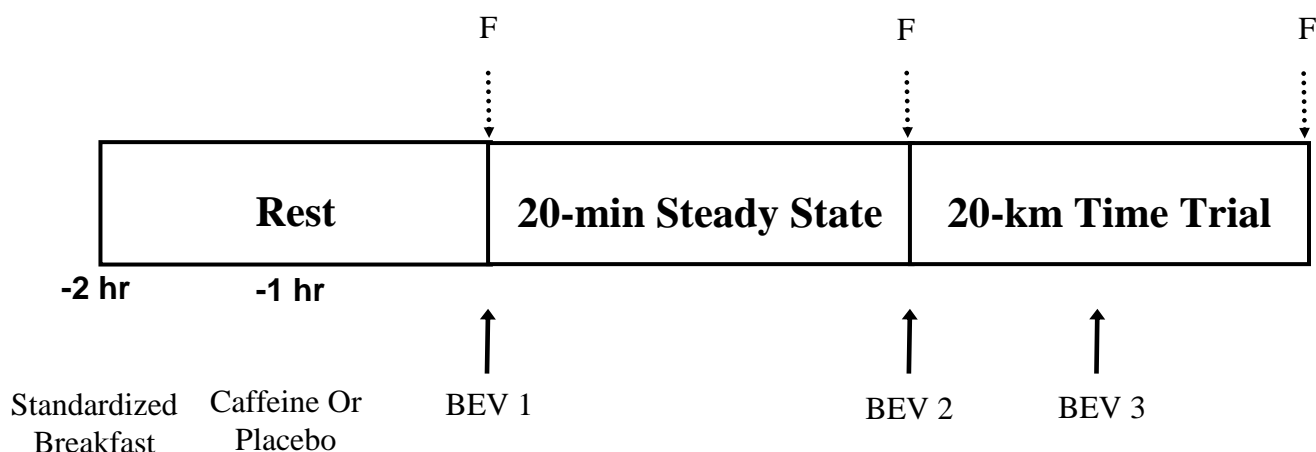 F
F
F
Rest
20-min Steady State
20-km Time Trial
-2 hr
-1 hr
Standardized
Breakfast
Caffeine Or
Placebo
BEV 1
BEV 2
BEV 3